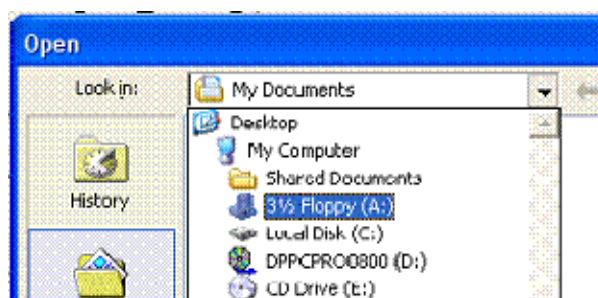 Open
Look in:
My Documents
Desktop
My Computer
Shared Documents
3½ Floppy (A:)
Local Disk (C:)
DPPCPRO0800 (D:)
CD Drive (E:)
History